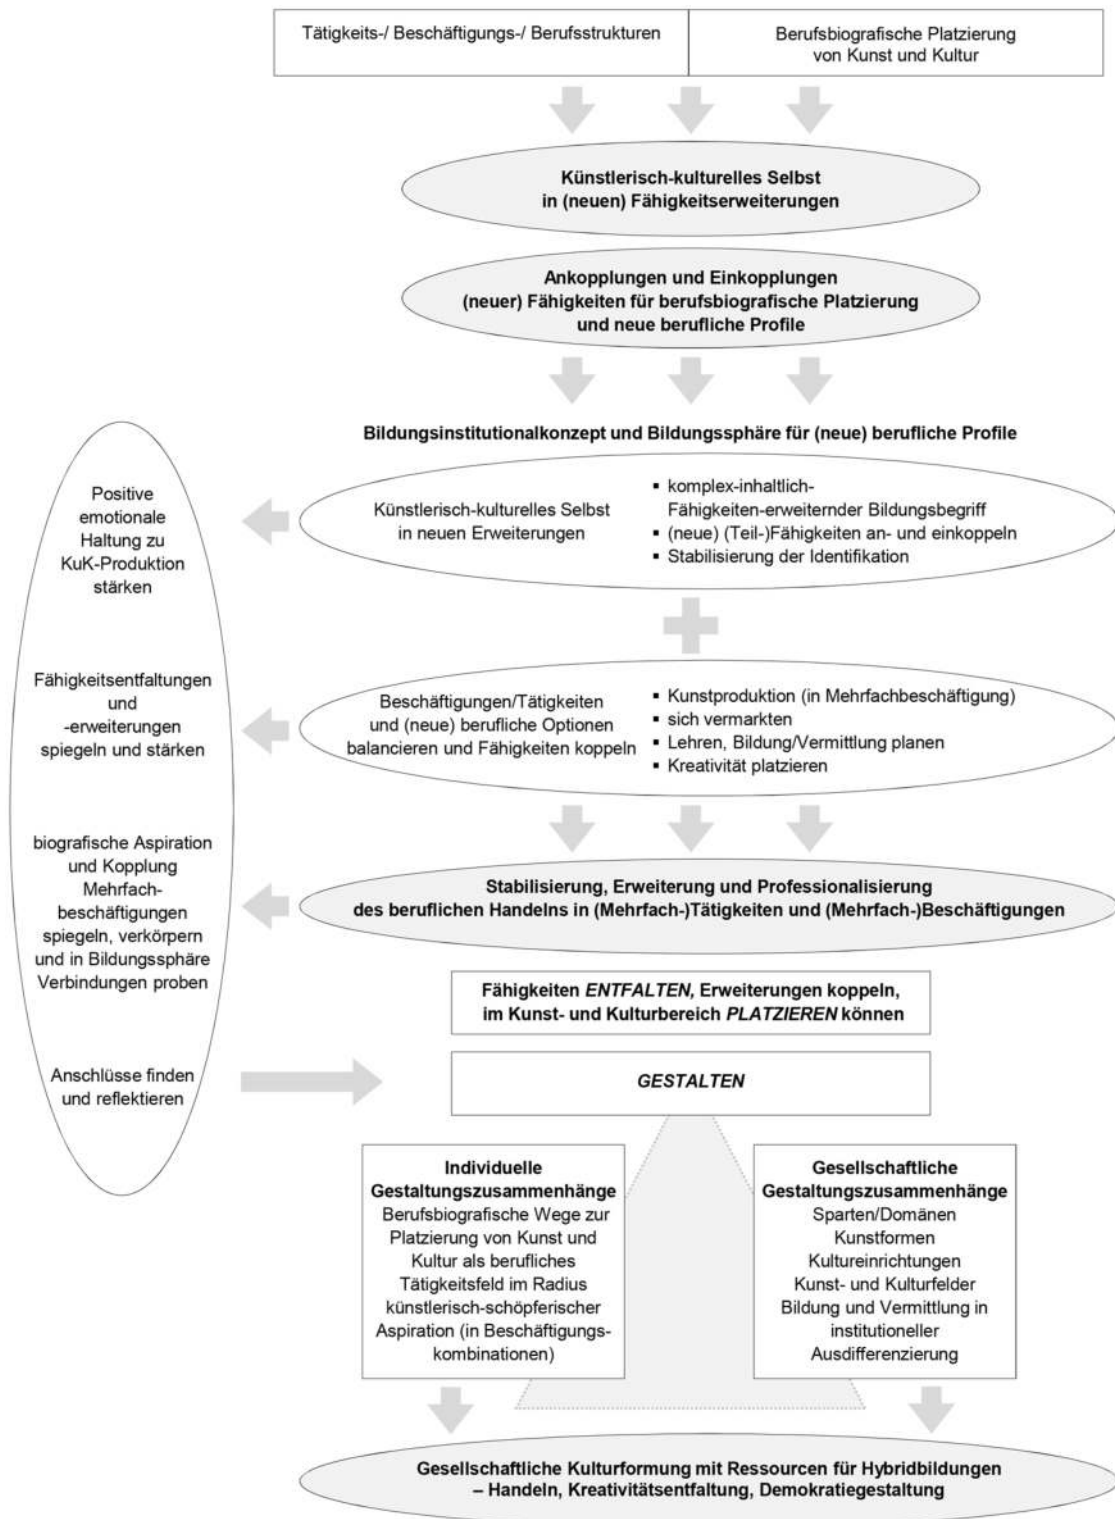 Tätigkeits-/ Beschäftigungs-/ Berufsstrukturen
Berufsbiografische Platzierung
von Kunst und Kultur
Künstlerisch-kulturelles Selbst
in (neuen) Fähigkeitserweiterungen
Ankopplungen und Einkopplungen
(neuer) Fähigkeiten für berufsbiografische Platzierung
und neue berufliche Profile
Bildungsinstitutionalkonzept und Bildungssphäre für (neue) berufliche Profile
Künstlerisch-kulturelles Selbst
in neuen Erweiterungen
▪ komplex-inhaltlich-
Fähigkeiten-erweiternder Bildungsbegriff
▪ (neue) (Teil-)Fähigkeiten an- und einkoppeln
▪ Stabilisierung der Identifikation
Beschäftigungen/Tätigkeiten
und (neue) berufliche Optionen
balancieren und Fähigkeiten koppeln
▪ Kunstproduktion (in Mehrfachbeschäftigung)
▪ sich vermarkten
▪ Lehren, Bildung/Vermittlung planen
▪ Kreativität platzieren
Stabilisierung, Erweiterung und Professionalisierung
des beruflichen Handelns in (Mehrfach-)Tätigkeiten und (Mehrfach-)Beschäftigungen
Positive
emotionale
Haltung zu
KuK-Produktion
stärken
Fähigkeitsentfaltungen
und
-erweiterungen
spiegeln und stärken
biografische Aspiration
und Kopplung
Mehrfach-
beschäftigungen
spiegeln, verkörpern
und in Bildungssphäre
Verbindungen proben
Anschlüsse finden
und reflektieren
Fähigkeiten ENTFALTEN, Erweiterungen koppeln,
im Kunst- und Kulturbereich PLATZIEREN können
GESTALTEN
Individuelle
Gestaltungszusammenhänge
Berufsbiografische Wege zur
Platzierung von Kunst und
Kultur als berufliches
Tätigkeitsfeld im Radius
künstlerisch-schöpferischer
Aspiration (in Beschäftigungs-
kombinationen)
Gesellschaftliche
Gestaltungszusammenhänge
Sparten/Domänen
Kunstformen
Kultureinrichtungen
Kunst- und Kulturfelder
Bildung und Vermittlung in
institutioneller
Ausdifferenzierung
Gesellschaftliche Kulturformung mit Ressourcen für Hybridbildungen
– Handeln, Kreativitätsentfaltung, Demokratiegestaltung